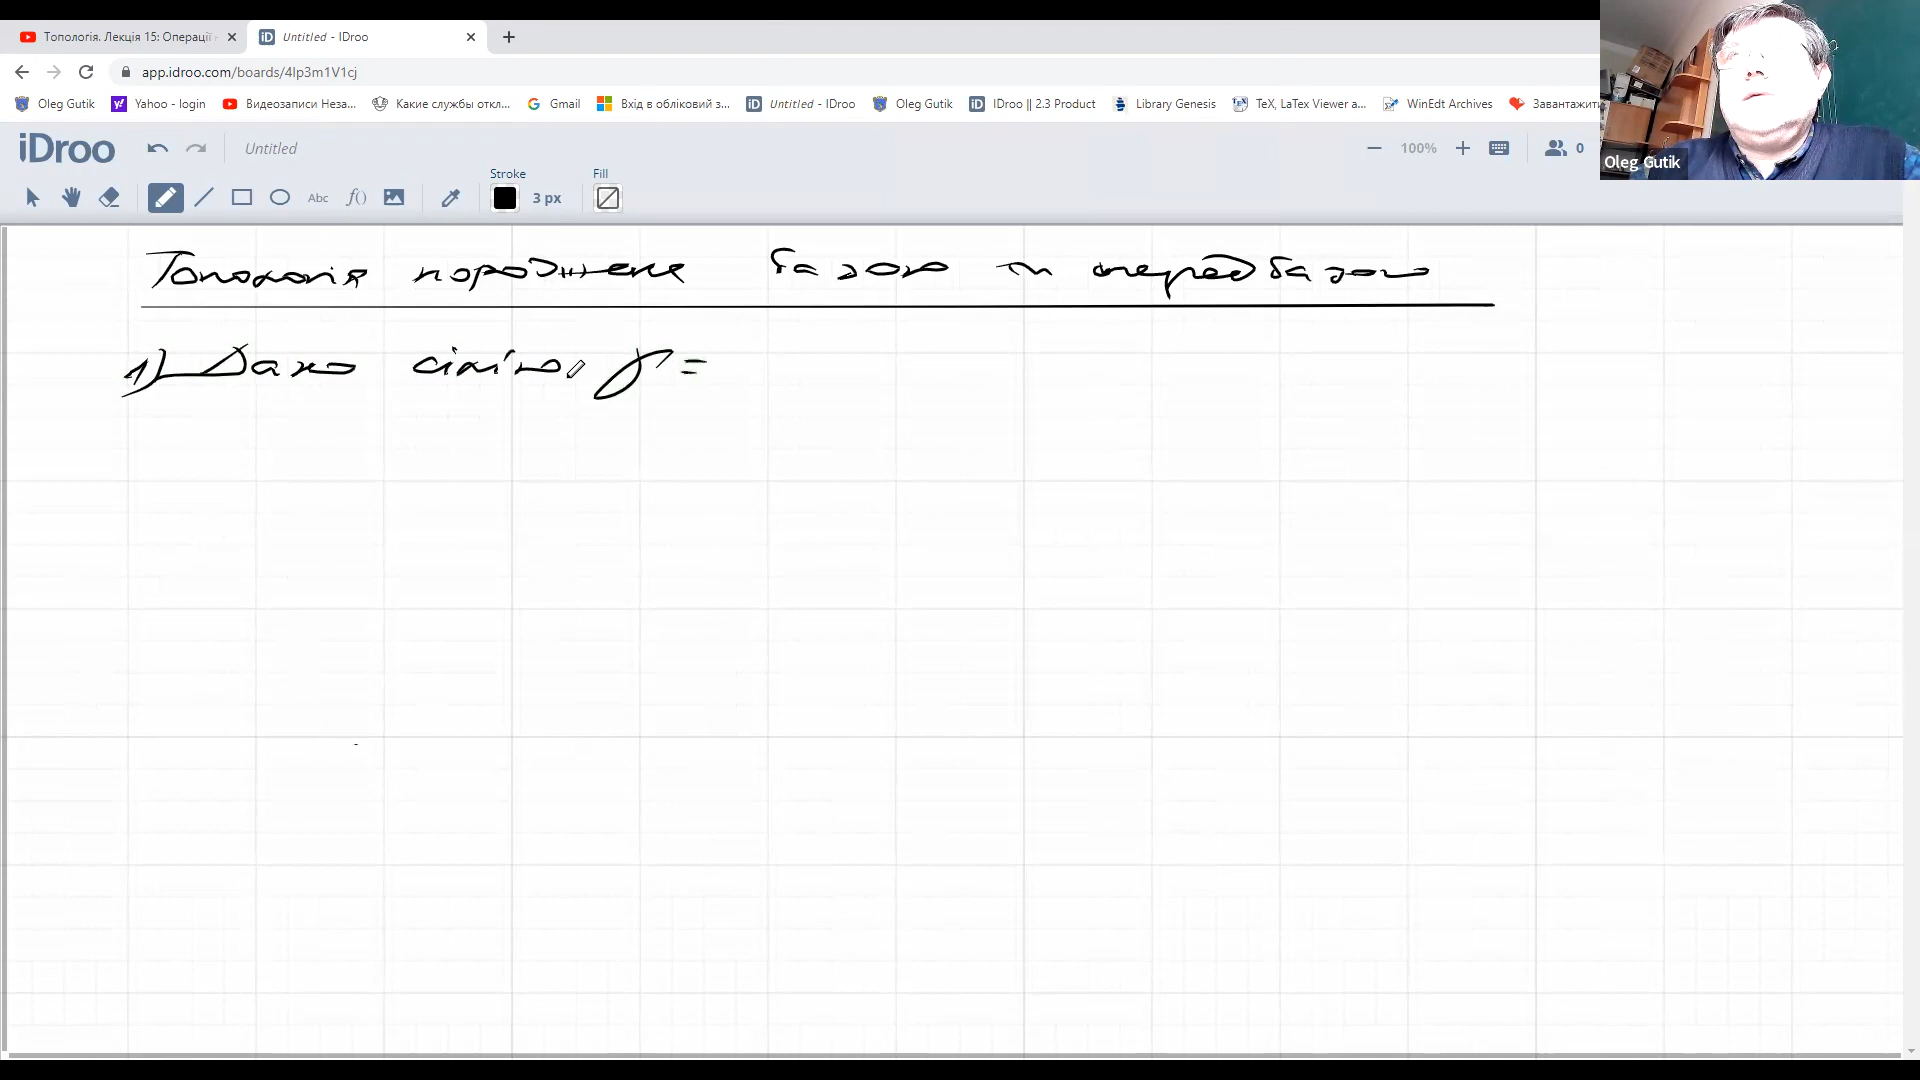 Топологія. Лекція 15: Операції
Untitled - IDroo
app.idroo.com/boards/4lp3m1V1cj
Oleg Gutik
Yahoo - login
Видеозаписи Неза...
Какие службы откл...
Gmail
Вхід в обліковий з...
Untitled - IDroo
Oleg Gutik
IDroo || 2.3 Product
Library Genesis
TeX, LaTex Viewer a...
WinEdt Archives
Завантажити
iDroo
Untitled
100%
0
Oleg Gutik
Stroke
Fill
Abc
f()
3 px
Топологія породжена базою та передбазою
1) Дано сім'ю γ =